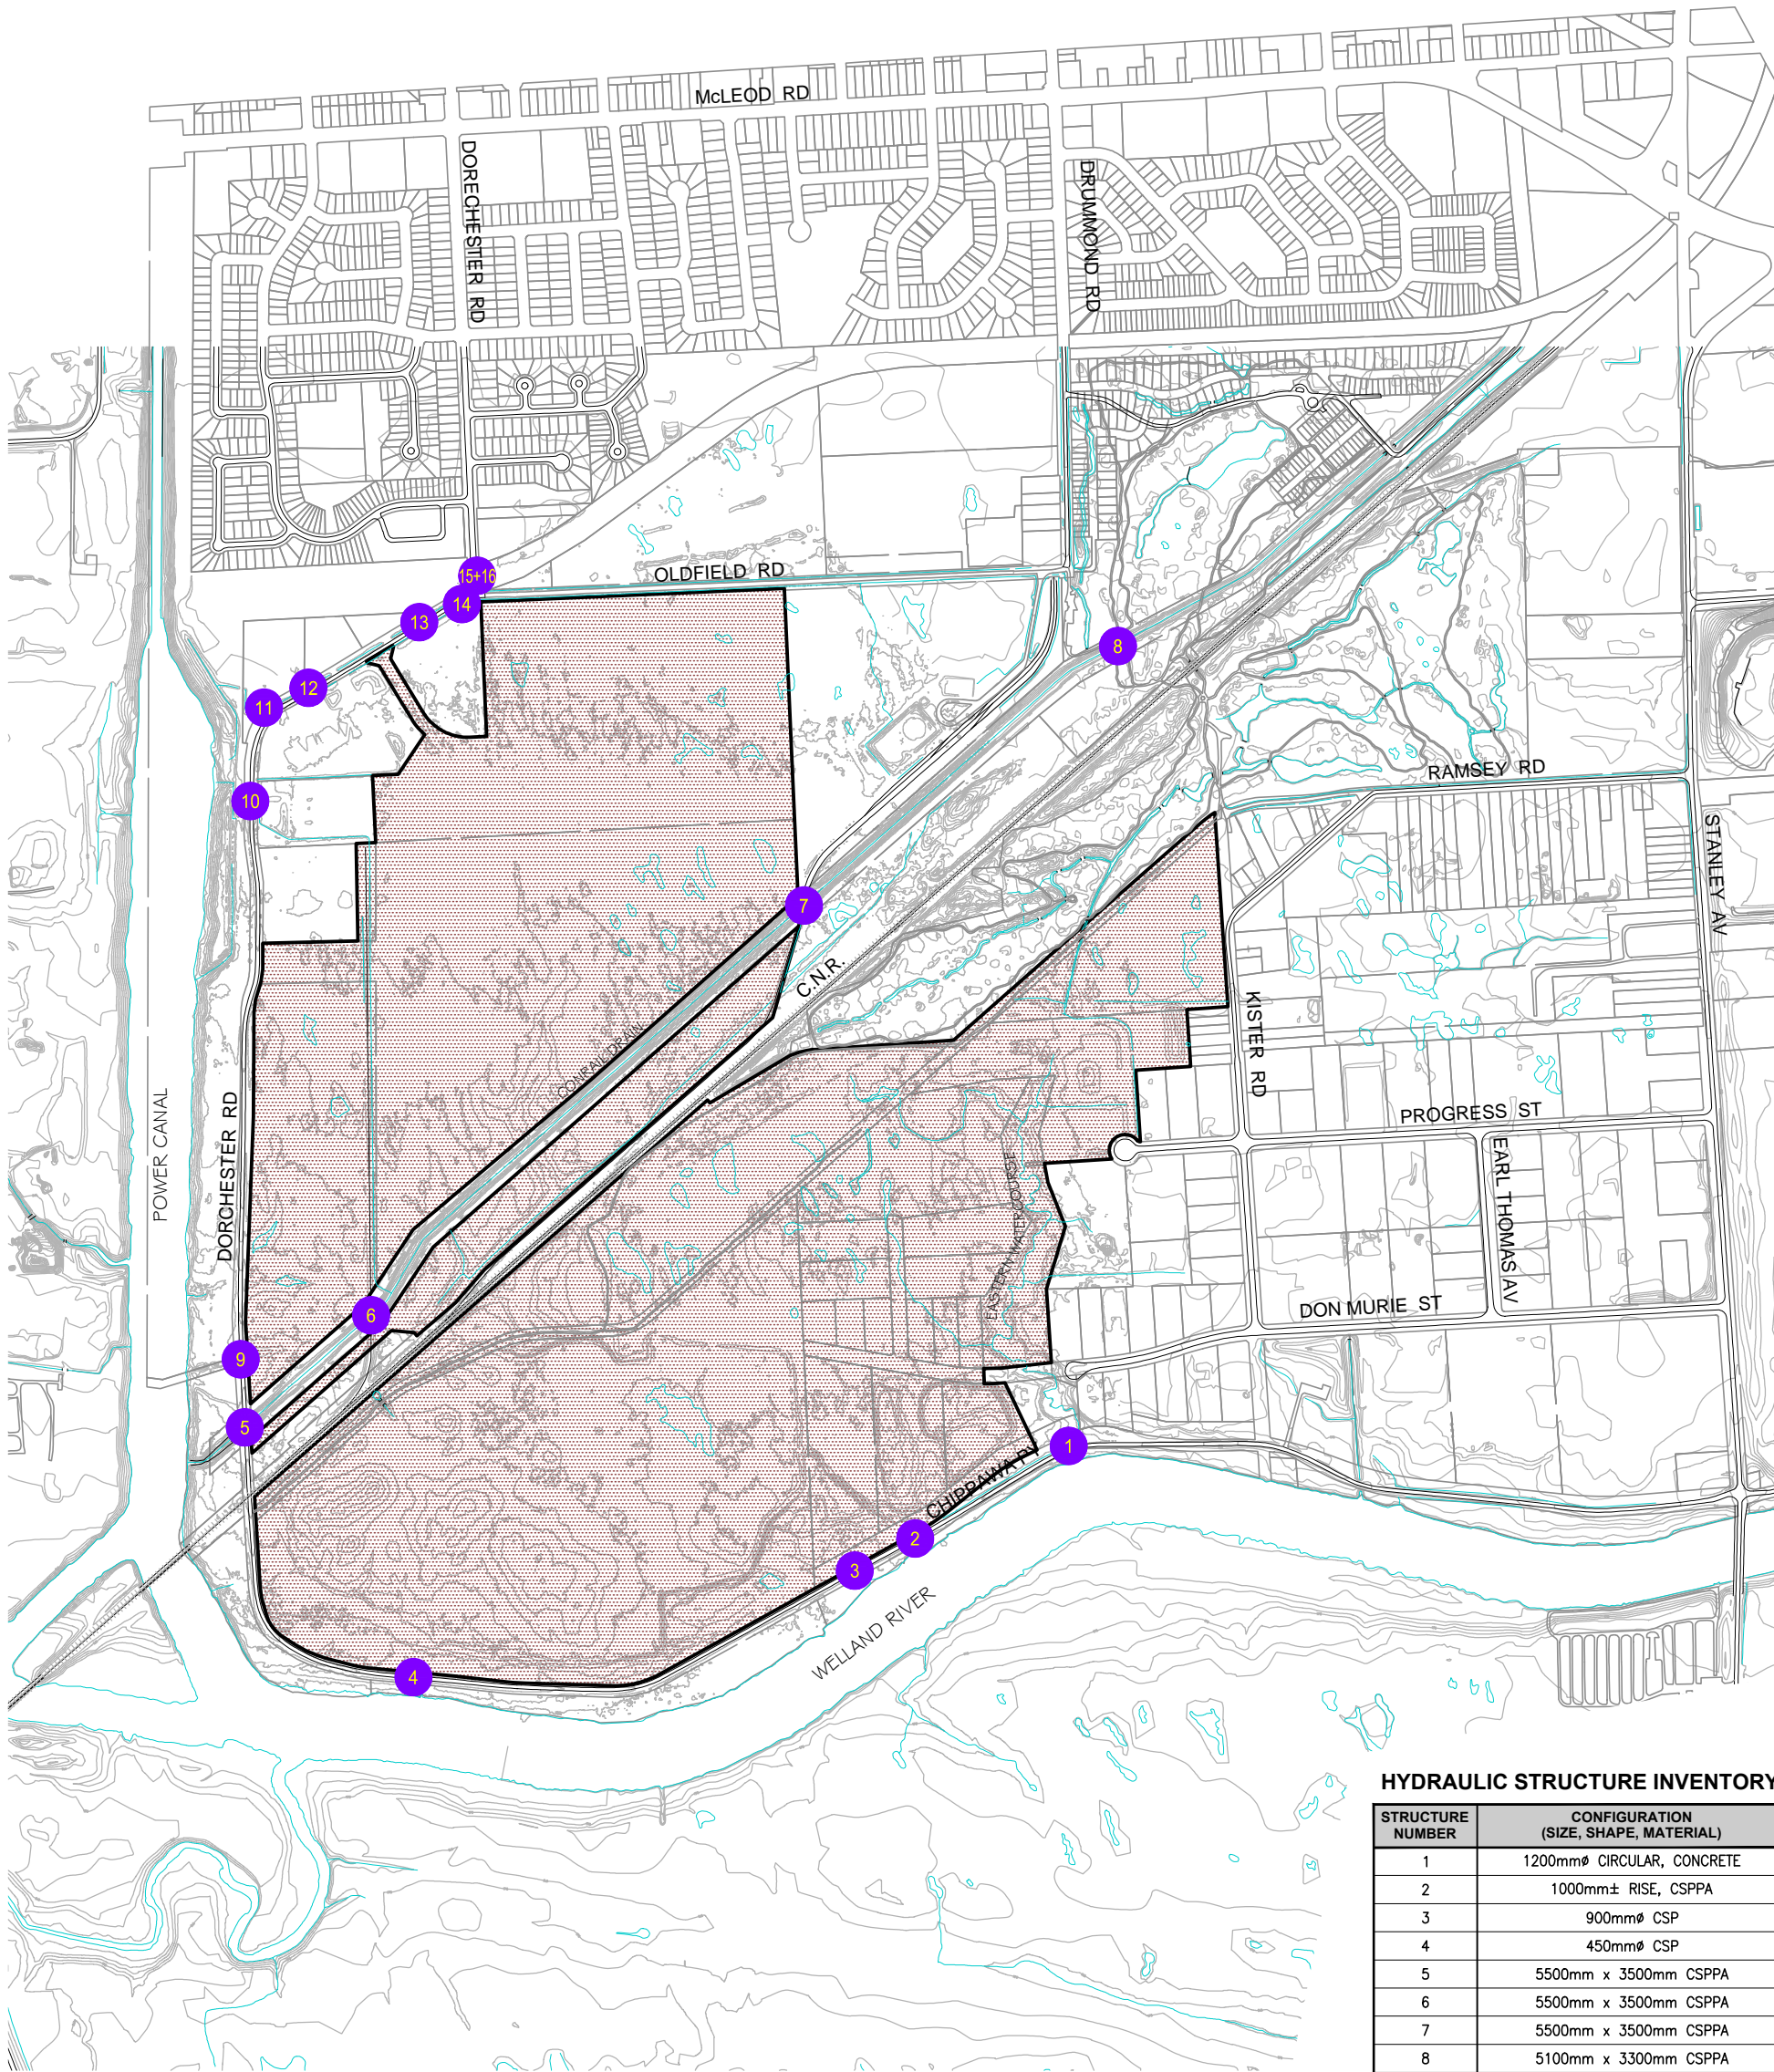 McLEOD RD
DORECHESTER RD
DRUMMOND RD
15+16
OLDFIELD RD
14
13
8
12
11
RAMSEY RD
10
STANLEY AV
7
C.N.R.
KISTER RD
CONRAIL DRAIN
POWER CANAL
DORCHESTER RD
PROGRESS ST
EARL THOMAS AV
EASTERN WATERCOURSE
DON MURIE ST
6
9
5
1
CHIPPAWA PY
2
3
WELLAND RIVER
4
HYDRAULIC STRUCTURE INVENTORY
STRUCTURE NUMBER
CONFIGURATION
(SIZE, SHAPE, MATERIAL)
1 1200mmø CIRCULAR, CONCRETE
2 1000mm± RISE, CSPPA
3 900mmø CSP
4 450mmø CSP
5 5500mm x 3500mm CSPPA
6 5500mm x 3500mm CSPPA
7 5500mm x 3500mm CSPPA
8 5100mm x 3300mm CSPPA